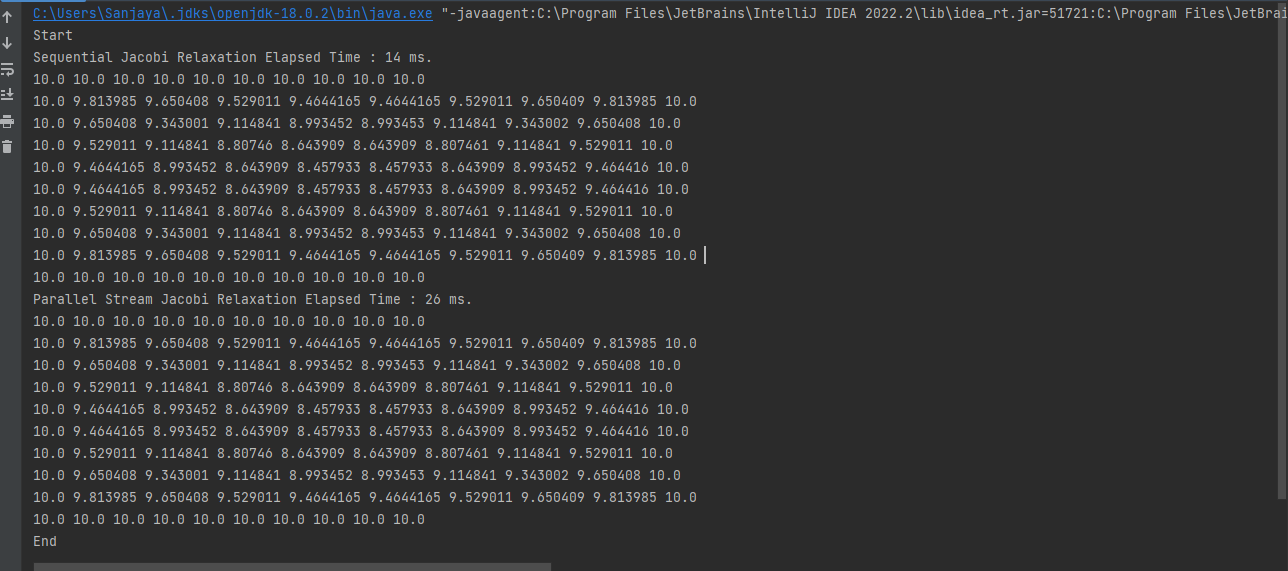 C:\Users\Sanjaya\.jdks\openjdk-18.0.2\bin\java.exe "-javaagent:C:\Program Files\JetBrains\IntelliJ IDEA 2022.2\lib\idea_rt.jar=51721:C:\Program Files\JetBrai
Start
Sequential Jacobi Relaxation Elapsed Time : 14 ms.
10.0 10.0 10.0 10.0 10.0 10.0 10.0 10.0 10.0 10.0
10.0 9.813985 9.650408 9.529011 9.4644165 9.4644165 9.529011 9.650409 9.813985 10.0
10.0 9.650408 9.343001 9.114841 8.993452 8.993453 9.114841 9.343002 9.650408 10.0
10.0 9.529011 9.114841 8.80746 8.643909 8.643909 8.807461 9.114841 9.529011 10.0
10.0 9.4644165 8.993452 8.643909 8.457933 8.457933 8.643909 8.993452 9.464416 10.0
10.0 9.4644165 8.993452 8.643909 8.457933 8.457933 8.643909 8.993452 9.464416 10.0
10.0 9.529011 9.114841 8.80746 8.643909 8.643909 8.807461 9.114841 9.529011 10.0
10.0 9.650408 9.343001 9.114841 8.993452 8.993453 9.114841 9.343002 9.650408 10.0
10.0 9.813985 9.650408 9.529011 9.4644165 9.4644165 9.529011 9.650409 9.813985 10.0
10.0 10.0 10.0 10.0 10.0 10.0 10.0 10.0 10.0 10.0
Parallel Stream Jacobi Relaxation Elapsed Time : 26 ms.
10.0 10.0 10.0 10.0 10.0 10.0 10.0 10.0 10.0 10.0
10.0 9.813985 9.650408 9.529011 9.4644165 9.4644165 9.529011 9.650409 9.813985 10.0
10.0 9.650408 9.343001 9.114841 8.993452 8.993453 9.114841 9.343002 9.650408 10.0
10.0 9.529011 9.114841 8.80746 8.643909 8.643909 8.807461 9.114841 9.529011 10.0
10.0 9.4644165 8.993452 8.643909 8.457933 8.457933 8.643909 8.993452 9.464416 10.0
10.0 9.4644165 8.993452 8.643909 8.457933 8.457933 8.643909 8.993452 9.464416 10.0
10.0 9.529011 9.114841 8.80746 8.643909 8.643909 8.807461 9.114841 9.529011 10.0
10.0 9.650408 9.343001 9.114841 8.993452 8.993453 9.114841 9.343002 9.650408 10.0
10.0 9.813985 9.650408 9.529011 9.4644165 9.4644165 9.529011 9.650409 9.813985 10.0
10.0 10.0 10.0 10.0 10.0 10.0 10.0 10.0 10.0 10.0
End